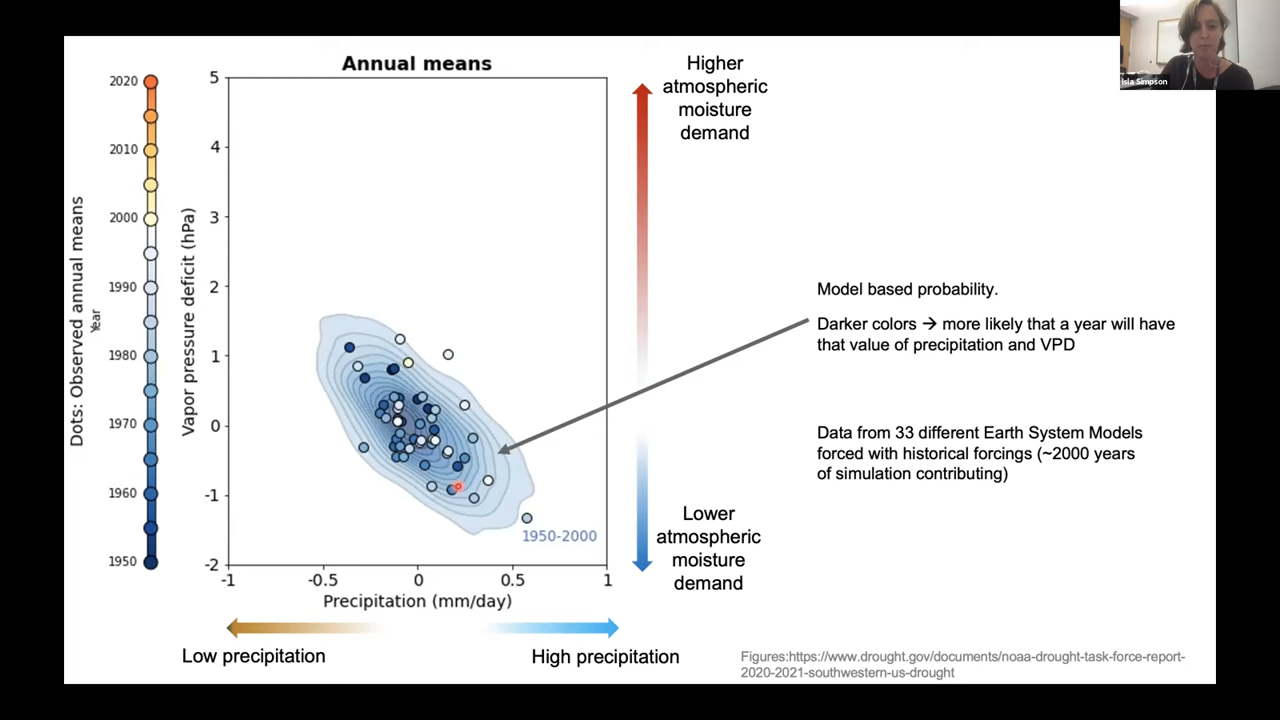 Annual means
Dots: Observed annual means
Year
2020
2010
2000
1990
1980
1970
1960
1950
Vapor pressure deficit (hPa)
5
4
3
2
1
0
-1
-2
-1
-0.5
0
0.5
1
Precipitation (mm/day)
1950-2000
Low precipitation
High precipitation
Higher
atmospheric
moisture
demand
Lower
atmospheric
moisture
demand
Model based probability.
Darker colors → more likely that a year will have
that value of precipitation and VPD
Data from 33 different Earth System Models
forced with historical forcings (~2000 years
of simulation contributing)
Figures:https://www.drought.gov/documents/noaa-drought-task-force-report-
2020-2021-southwestern-us-drought
Isla Simpson